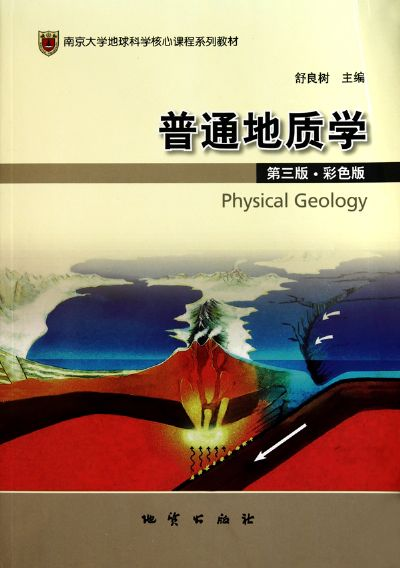 南京大学地球科学核心课程系列教材
舒良树 主编
普通地质学
第三版·彩色版
Physical Geology
地质出版社